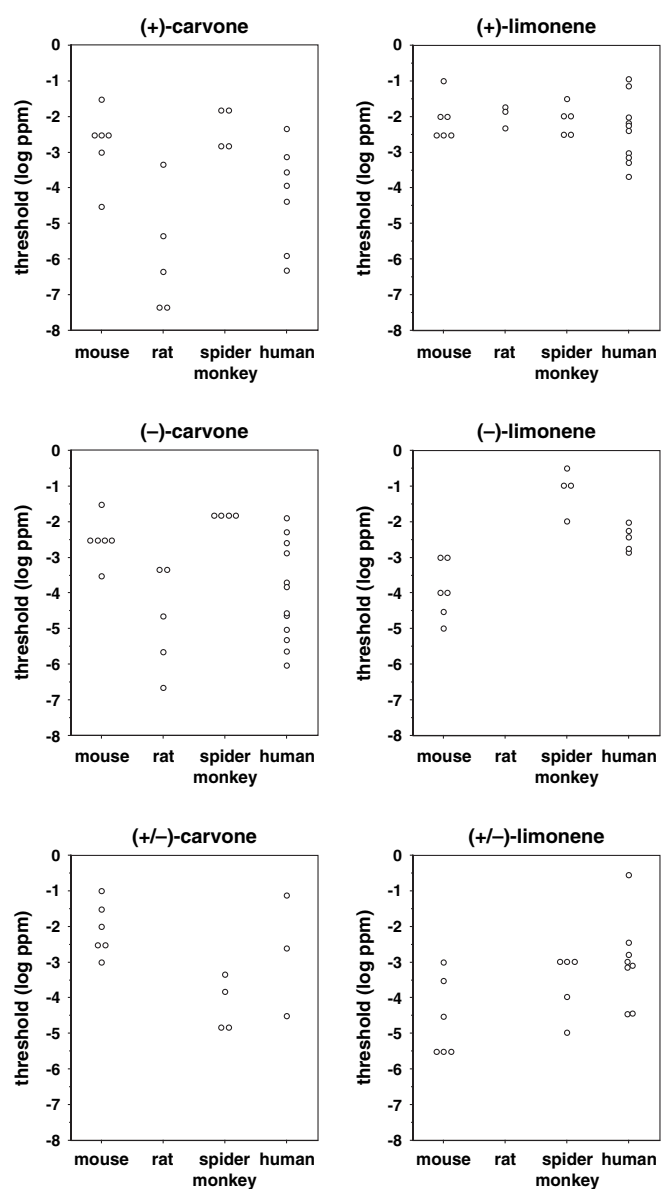 (+)-carvone
0
-1
-2
-3
-4
-5
-6
-7
-8
threshold (log ppm)
mouse rat spider human
monkey
(+)-limonene
0
-1
-2
-3
-4
-5
-6
-7
-8
threshold (log ppm)
mouse rat spider human
monkey
(–)-carvone
0
-1
-2
-3
-4
-5
-6
-7
-8
threshold (log ppm)
mouse rat spider human
monkey
(–)-limonene
0
-1
-2
-3
-4
-5
-6
-7
-8
threshold (log ppm)
mouse rat spider human
monkey
(+/–)-carvone
0
-1
-2
-3
-4
-5
-6
-7
-8
threshold (log ppm)
mouse rat spider human
monkey
(+/–)-limonene
0
-1
-2
-3
-4
-5
-6
-7
-8
threshold (log ppm)
mouse rat spider human
monkey